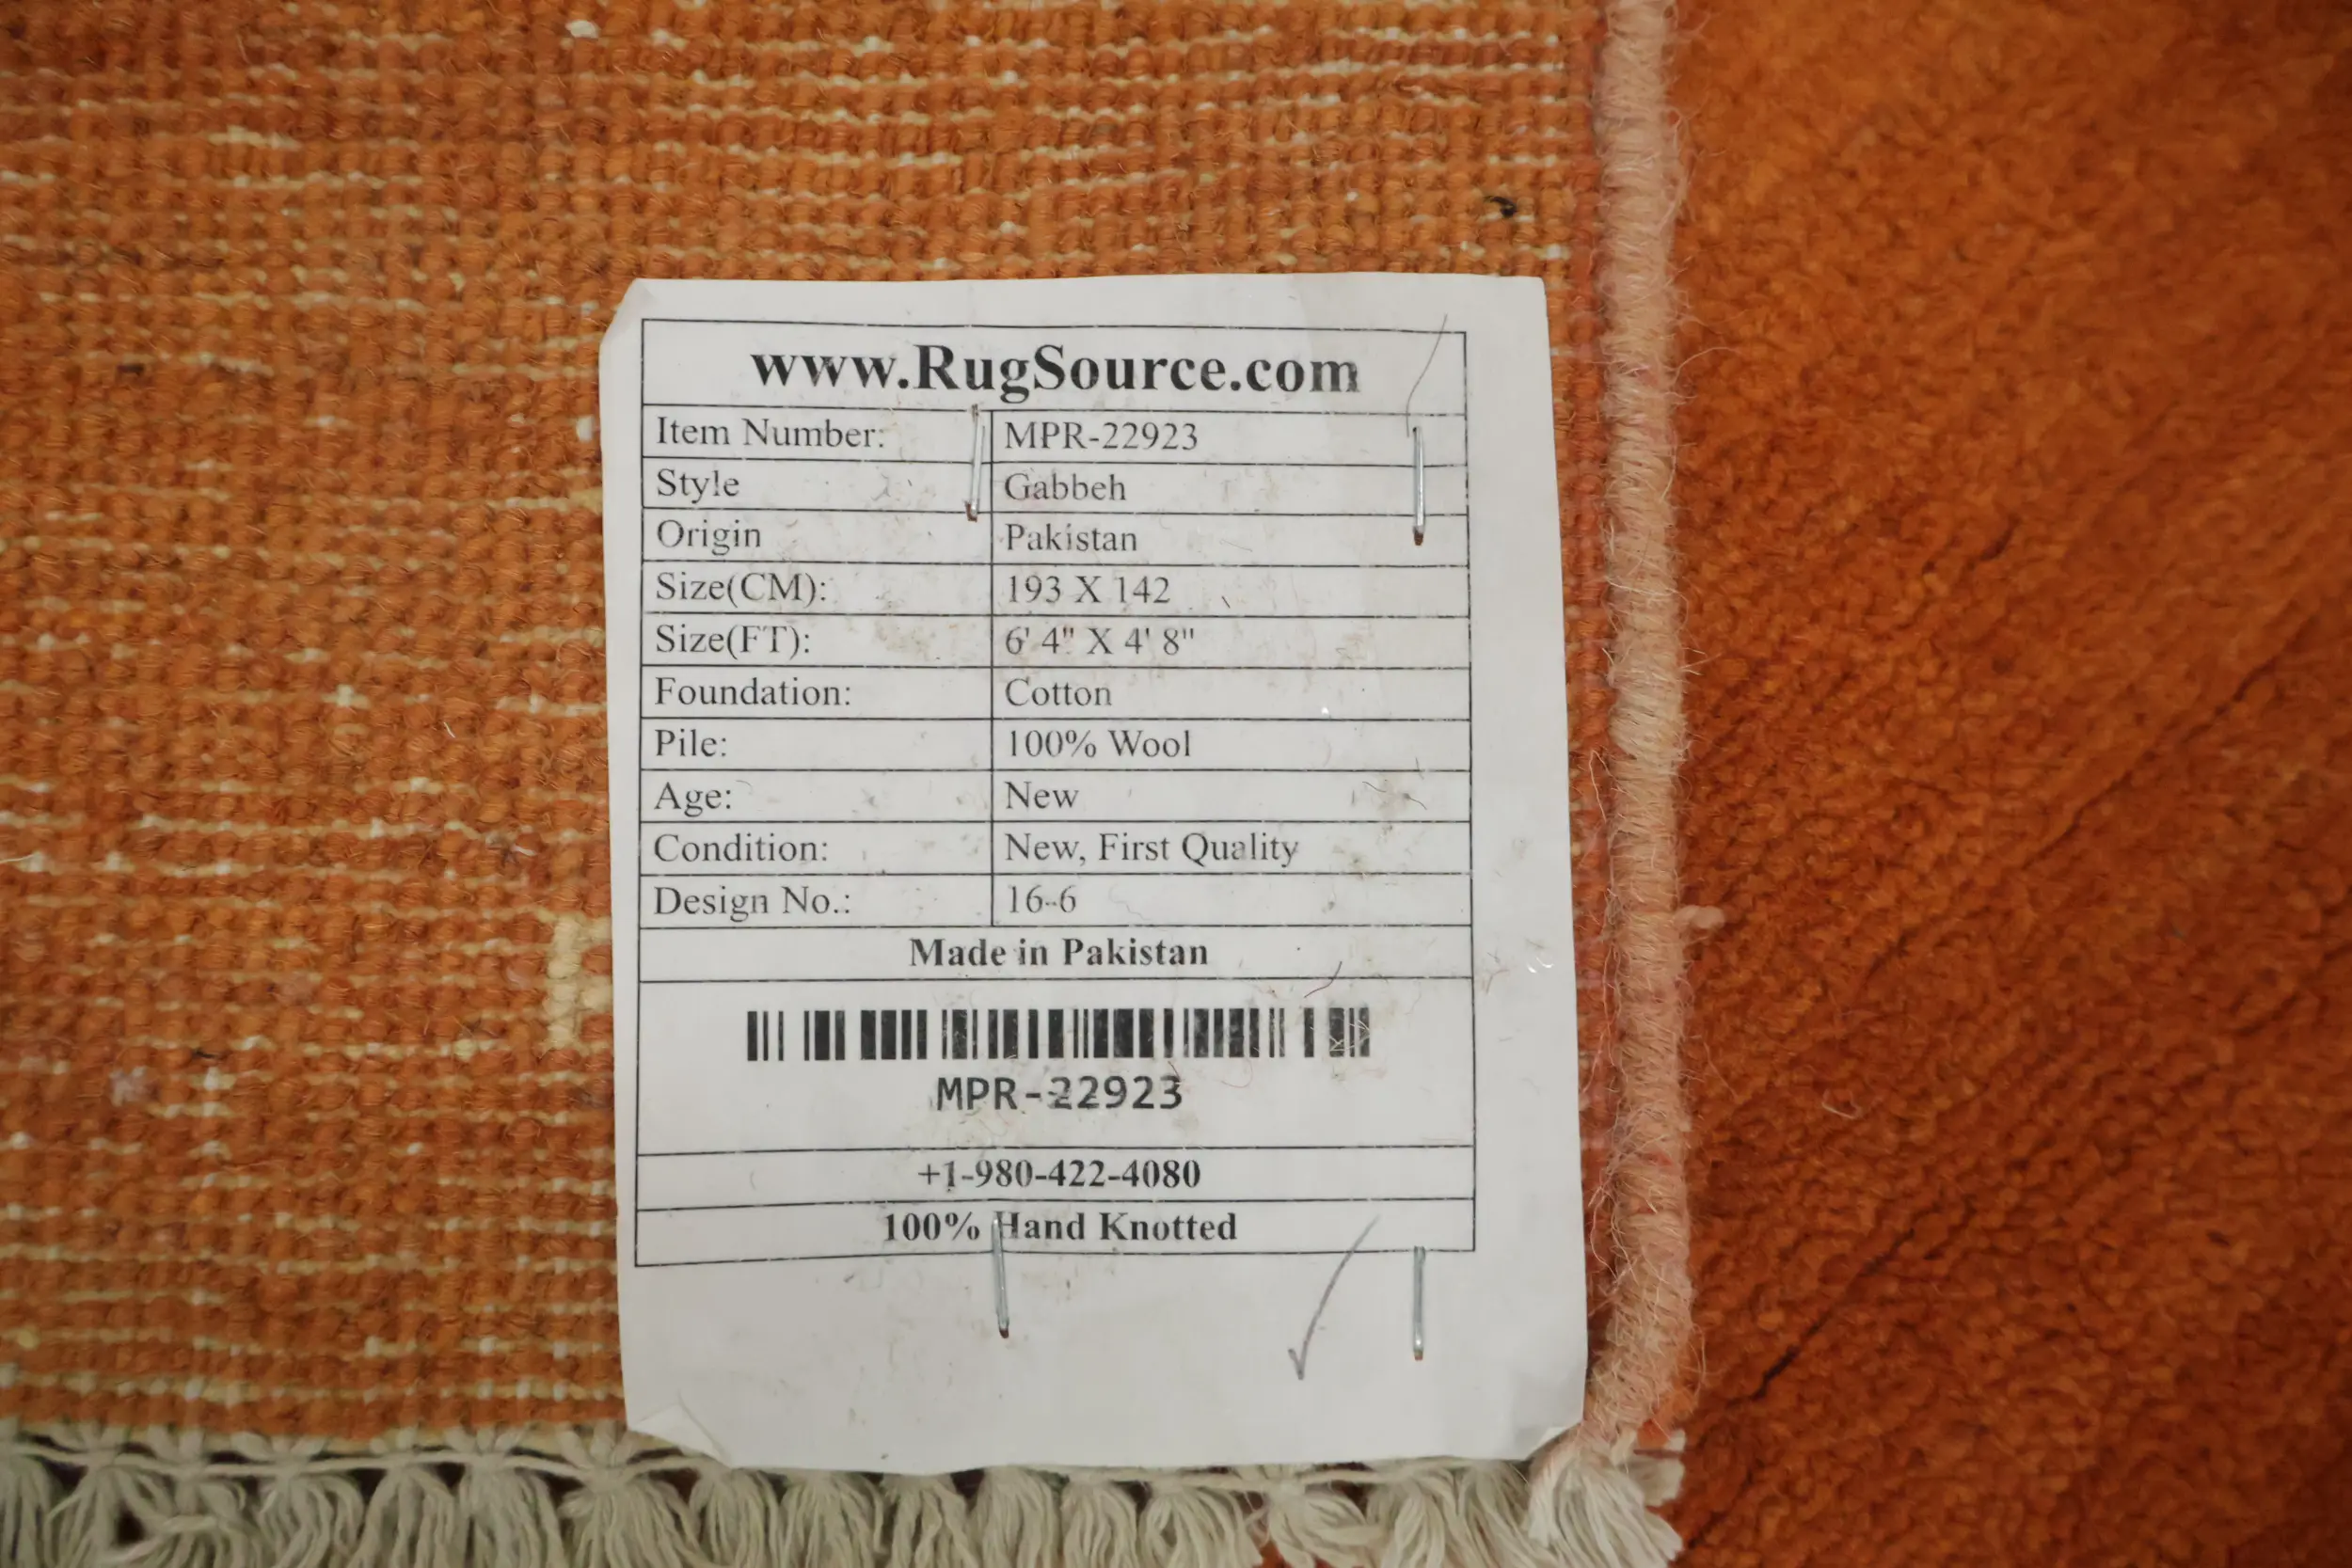 www.RugSource.com
Item Number: MPR-22923
Style Gabbeh
Origin Pakistan
Size(CM): 193 X 142
Size(FT): 6' 4" X 4' 8"
Foundation: Cotton
Pile: 100% Wool
Age: New
Condition: New, First Quality
Design No.: 16-6
Made in Pakistan
MPR-22923
+1-980-422-4080
100% Hand Knotted